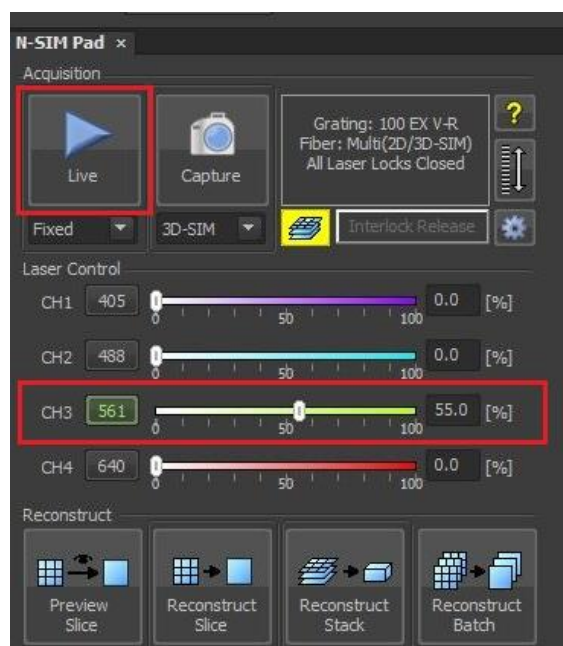 N-SIM Pad ×
Acquisition
Live
Capture
Grating: 100 EX V-R
Fiber: Multi(2D/3D-SIM)
All Laser Locks Closed
?
Fixed
3D-SIM
Interlock Release
Laser Control
CH1 405 0.0 [%]
0 50 100
CH2 488 0.0 [%]
0 50 100
CH3 561 55.0 [%]
0 50 100
CH4 640 0.0 [%]
0 50 100
Reconstruct
Preview
Slice
Reconstruct
Slice
Reconstruct
Stack
Reconstruct
Batch